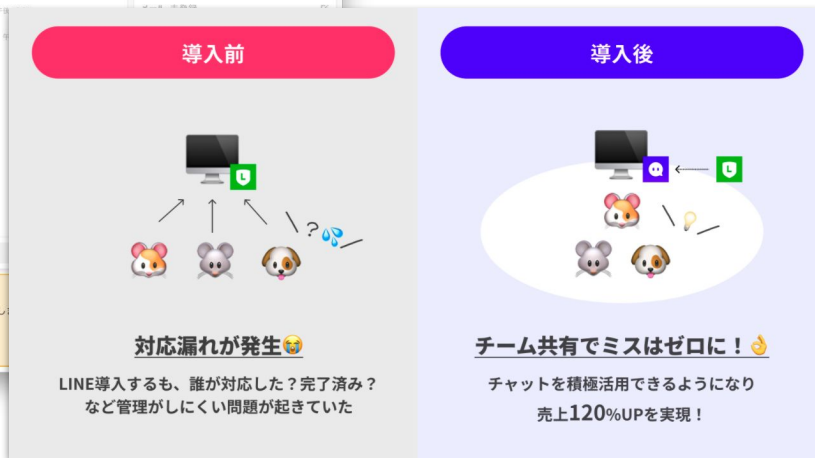 導入前
対応漏れが発生😭
LINE導入するも、誰が対応した?完了済み?
など管理がしにくい問題が起きていた
導入後
チーム共有でミスはゼロに!👌
チャットを積極活用できるようになり
売上120%UPを実現!